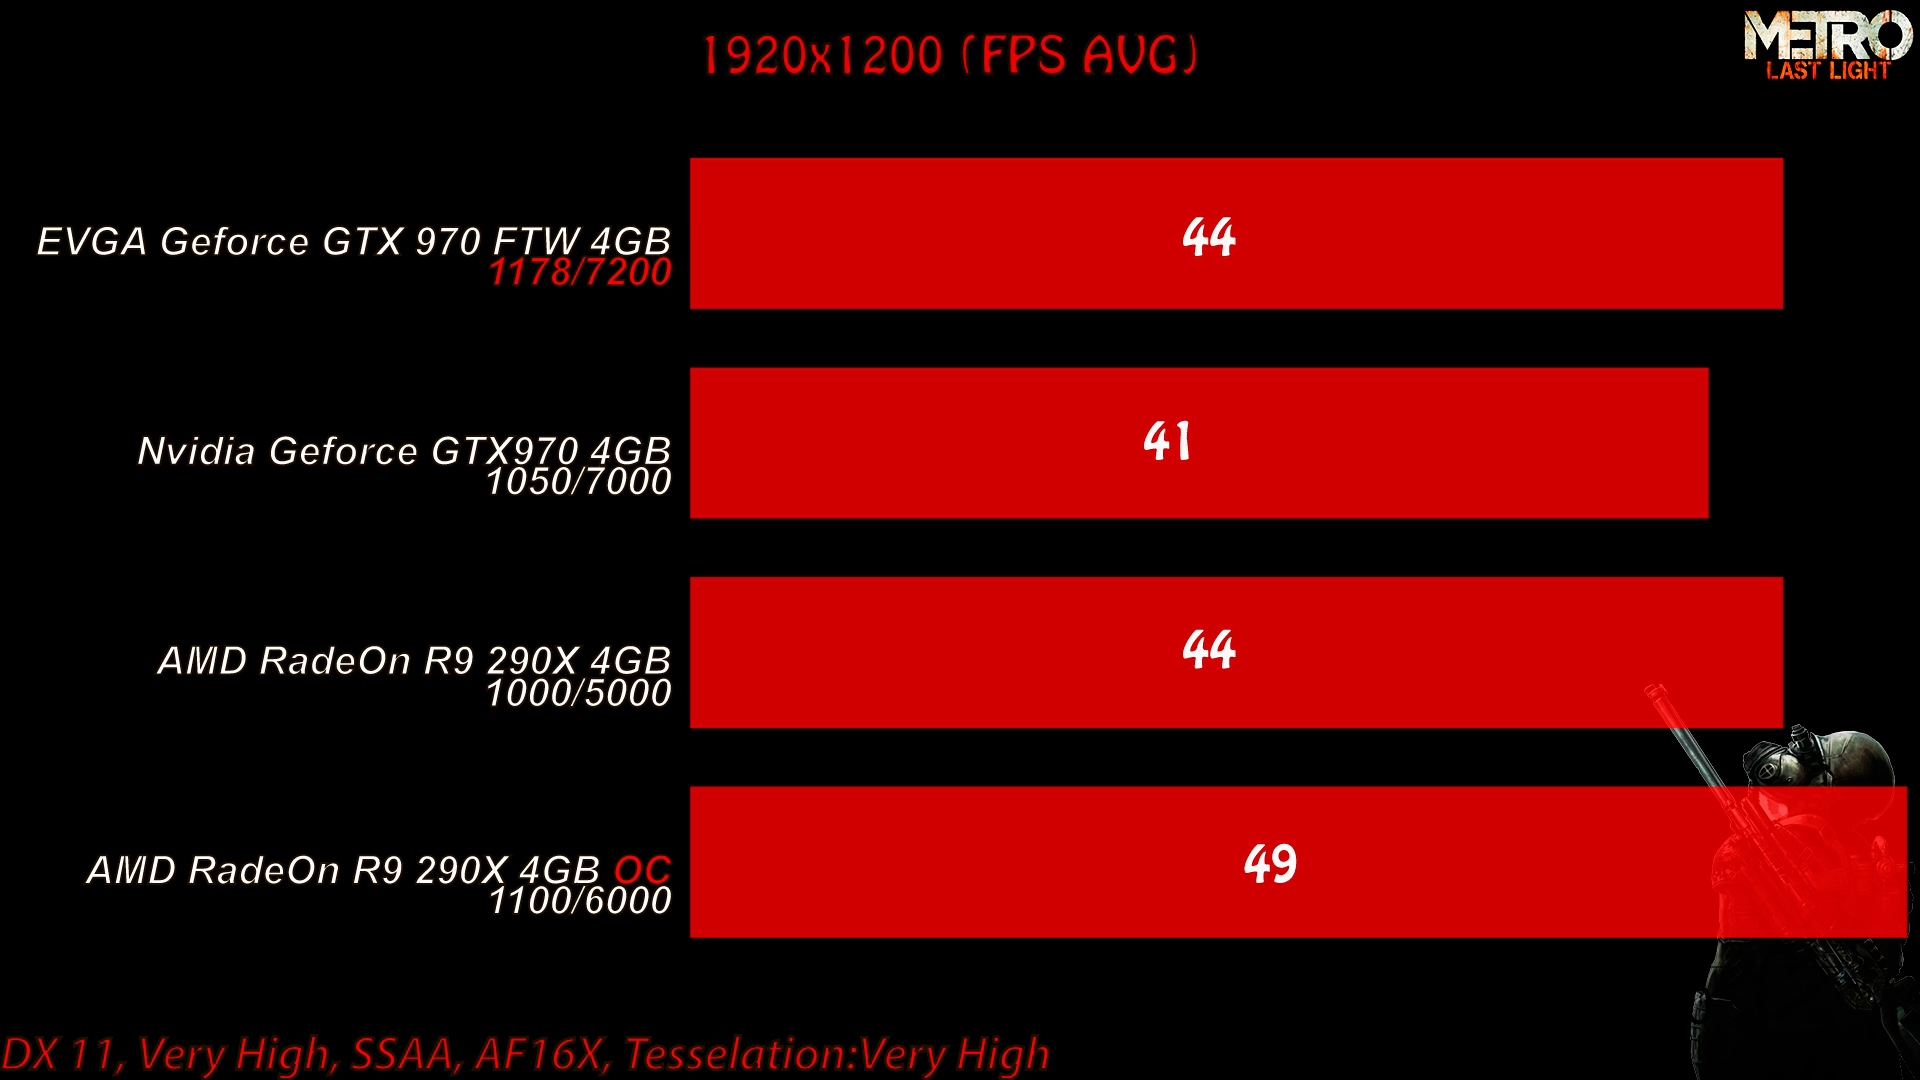 1920x1200 (FPS AVG)
METRO
LAST LIGHT
EVGA Geforce GTX 970 FTW 4GB
1178/7200
44
Nvidia Geforce GTX970 4GB
1050/7000
41
AMD RadeOn R9 290X 4GB
1000/5000
44
AMD RadeOn R9 290X 4GB OC
1100/6000
49
DX 11, Very High, SSAA, AF16X, Tesselation:Very High